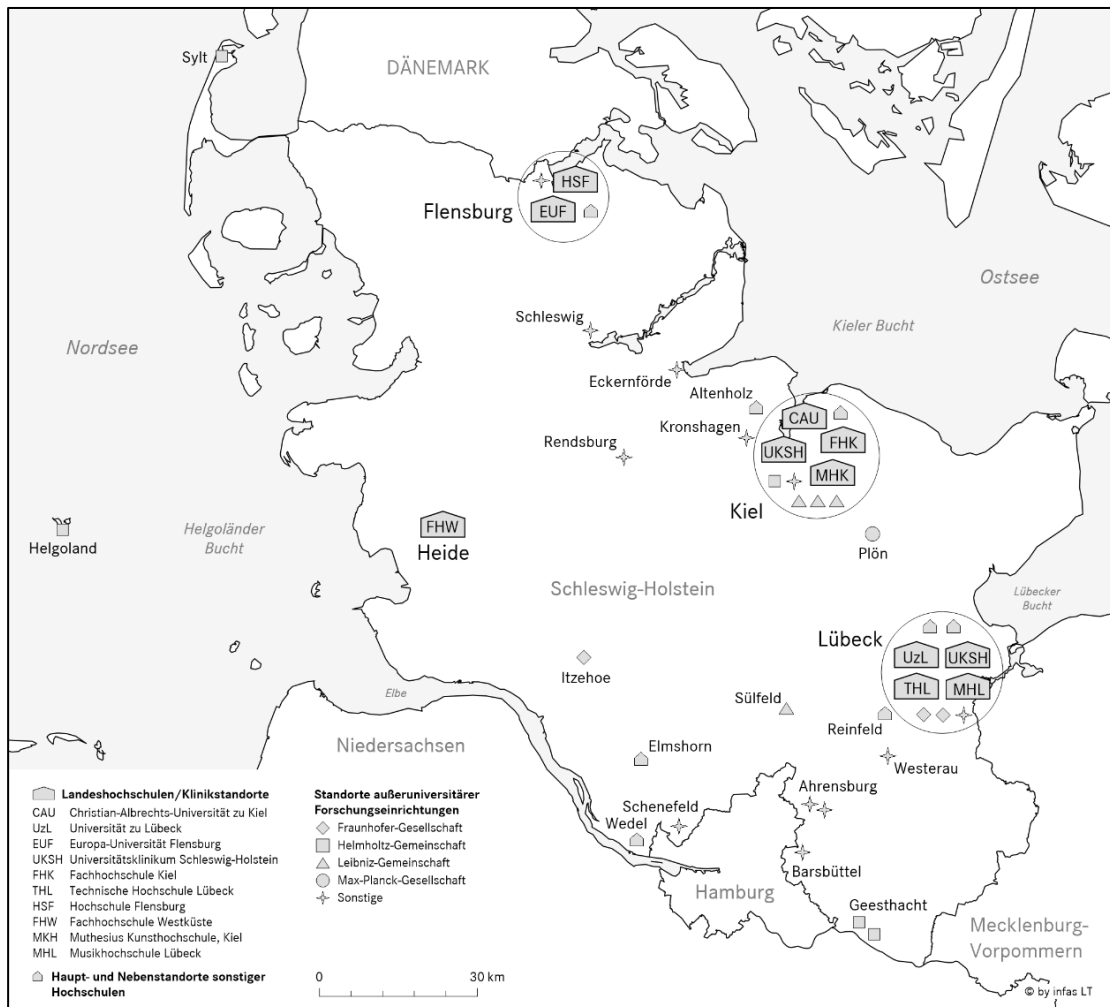 Sylt
DÄNEMARK
HSF
EUF
Flensburg
Ostsee
Schleswig
Kieler Bucht
Nordsee
Eckernförde
Altenholz
CAU
Kronshagen
FHK
Rendsburg
UKSH
MHK
Kiel
FHW
Helgoländer
Bucht
Helgoland
Heide
Plön
Schleswig-Holstein
Lübecker
Bucht
Lübeck
UzL
UKSH
THL
MHL
Itzehoe
Elbe
Sülfeld
Reinfeld
Niedersachsen
Elmshorn
Westerau
Ahrensburg
Schenefeld
Wedel
Barsbüttel
Hamburg
Geesthacht
Mecklenburg-
Vorpommern
Landeshochschulen/Klinikstandorte
CAU Christian-Albrechts-Universität zu Kiel
UzL Universität zu Lübeck
EUF Europa-Universität Flensburg
UKSH Universitätsklinikum Schleswig-Holstein
FHK Fachhochschule Kiel
THL Technische Hochschule Lübeck
HSF Hochschule Flensburg
FHW Fachhochschule Westküste
MKH Muthesius Kunsthochschule, Kiel
MHL Musikhochschule Lübeck
Haupt- und Nebenstandorte sonstiger
Hochschulen
Standorte außeruniversitärer
Forschungseinrichtungen
Fraunhofer-Gesellschaft
Helmholtz-Gemeinschaft
Leibniz-Gemeinschaft
Max-Planck-Gesellschaft
Sonstige
0 30 km
© by infas LT